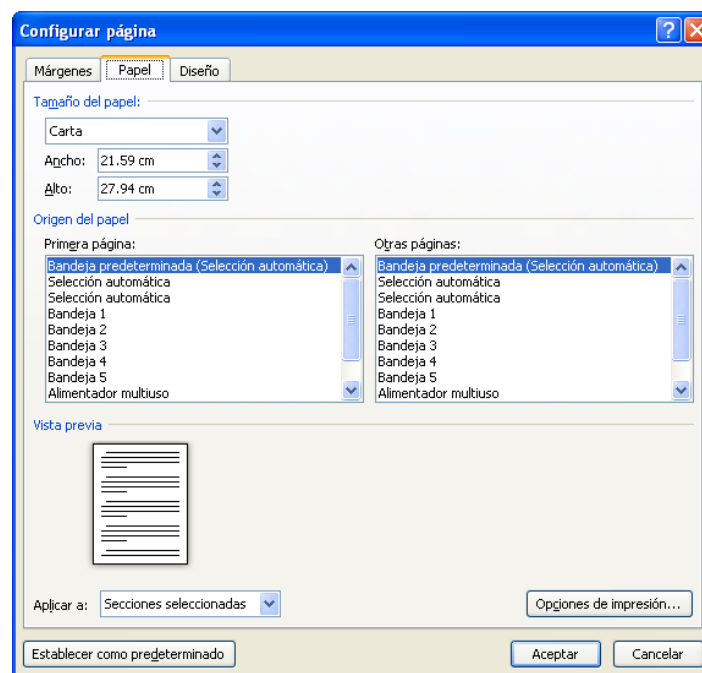 Configurar página
Márgenes Papel Diseño
Tamaño del papel:
Carta
Ancho: 21.59 cm
Alto: 27.94 cm
Origen del papel
Primera página:
Bandeja predeterminada (Selección automática)
Selección automática
Selección automática
Bandeja 1
Bandeja 2
Bandeja 3
Bandeja 4
Bandeja 5
Alimentador multiuso
Otras páginas:
Bandeja predeterminada (Selección automática)
Selección automática
Selección automática
Bandeja 1
Bandeja 2
Bandeja 3
Bandeja 4
Bandeja 5
Alimentador multiuso
Vista previa
Aplicar a: Secciones seleccionadas
Opciones de impresión...
Establecer como predeterminado
Aceptar
Cancelar